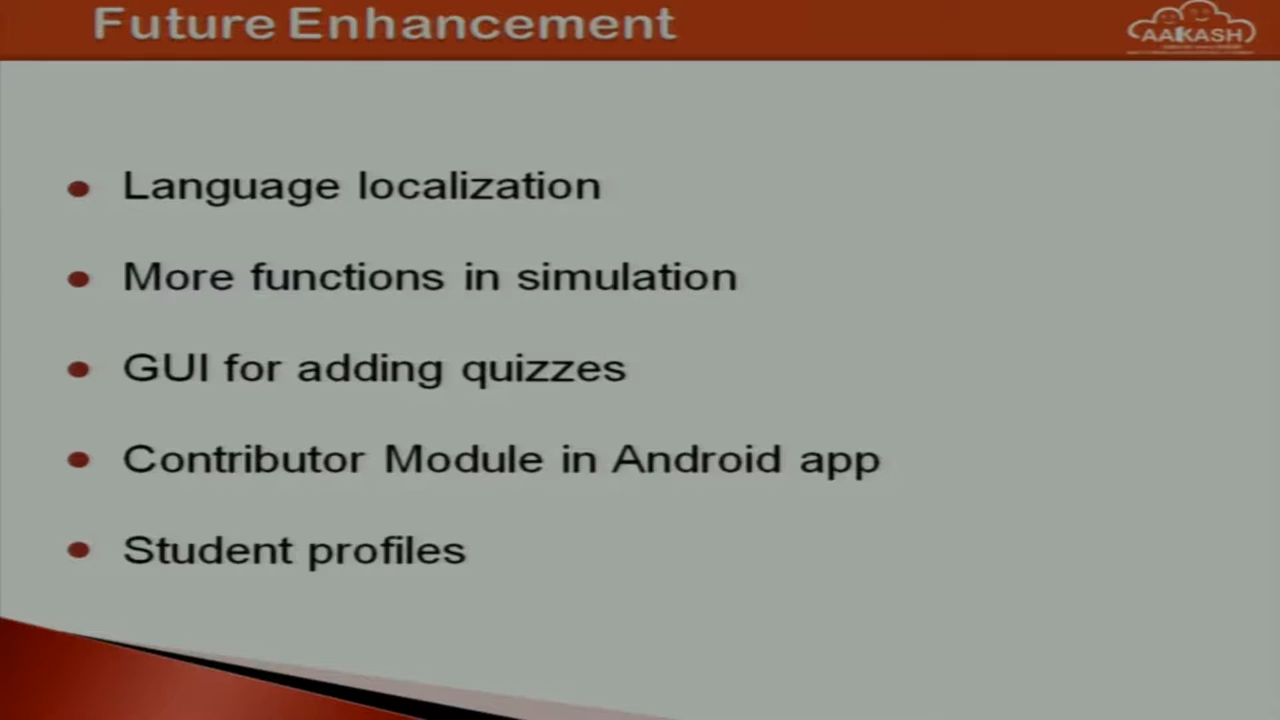 Future Enhancement
AAKASH
Language localization
More functions in simulation
GUI for adding quizzes
Contributor Module in Android app
Student profiles